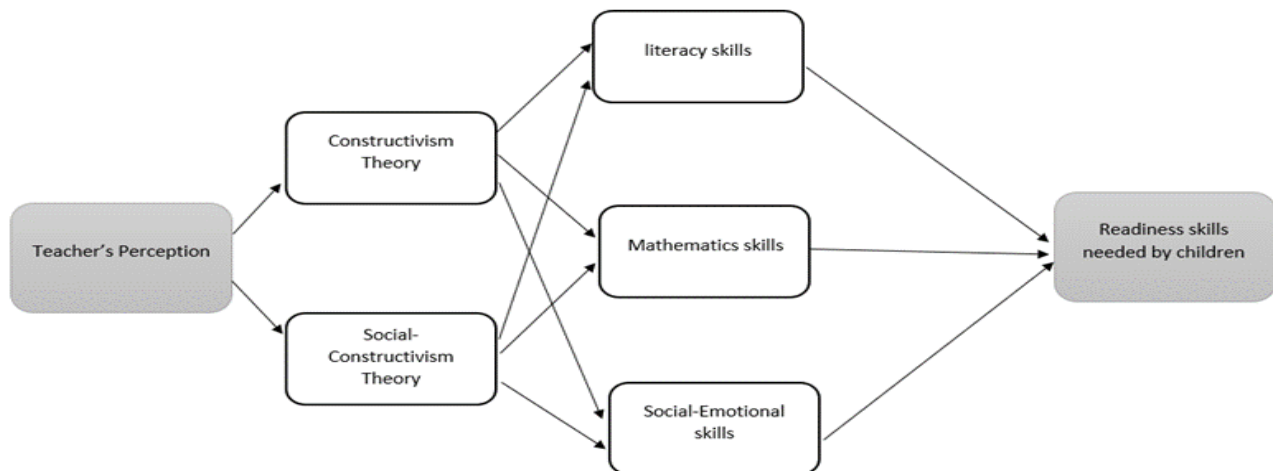 Teacher's Perception
Constructivism
Theory
Social-
Constructivism
Theory
literacy skills
Mathematics skills
Social-Emotional
skills
Readiness skills
needed by children